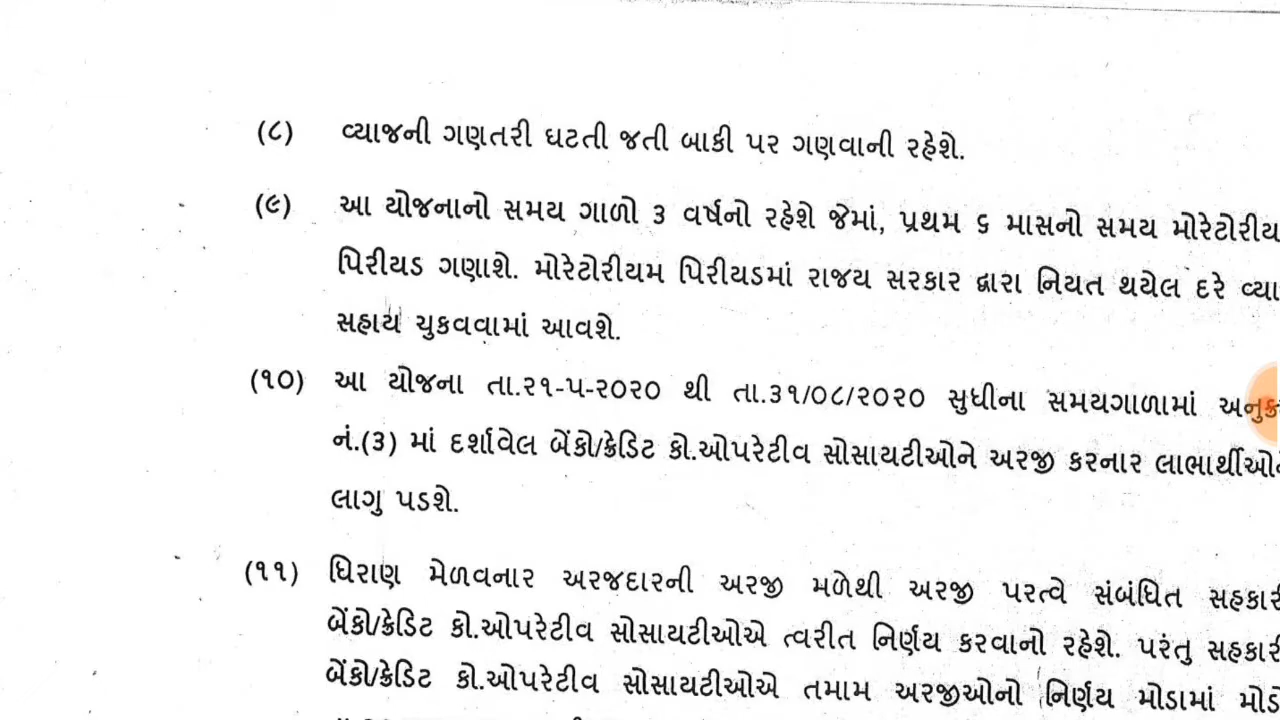 (૮) વ્યાજની ગણતરી ઘટતી જતી બાકી પર ગણવાની રહેશે.
(૯) આ યોજનાનો સમય ગાળો ૩ વર્ષનો રહેશે જેમાં, પ્રથમ ૬ માસનો સમય મોરેટોરીય
પિરીયડ ગણાશે. મોરેટોરીયમ પિરીયડમાં રાજય સરકાર દ્વારા નિયત થયેલ દરે વ્યા
સહાય ચુકવવામાં આવશે.
(૧૦) આ યોજના તા.૨૧-૫-૨૦૨૦ થી તા.૩૧/૦૮/૨૦૨૦ સુધીના સમયગાળામાં અનુક્ર
નં.(૩) માં દર્શાવેલ બેંકો/ક્રેડિટ કો.ઓપરેટીવ સોસાયટીઓને અરજી કરનાર લાભાર્થીઓને
લાગુ પડશે.
(૧૧) ધિરાણ મેળવનાર અરજદારની અરજી મળેથી અરજી પરત્વે સંબંધિત સહકારી
બેંકો/ક્રેડિટ કો.ઓપરેટીવ સોસાયટીઓએ ત્વરીત નિર્ણય કરવાનો રહેશે. પરંતુ સહકારી
બેંકો/ક્રેડિટ કો.ઓપરેટીવ સોસાયટીઓએ તમામ અરજીઓનો નિર્ણય મોડામાં મોડ